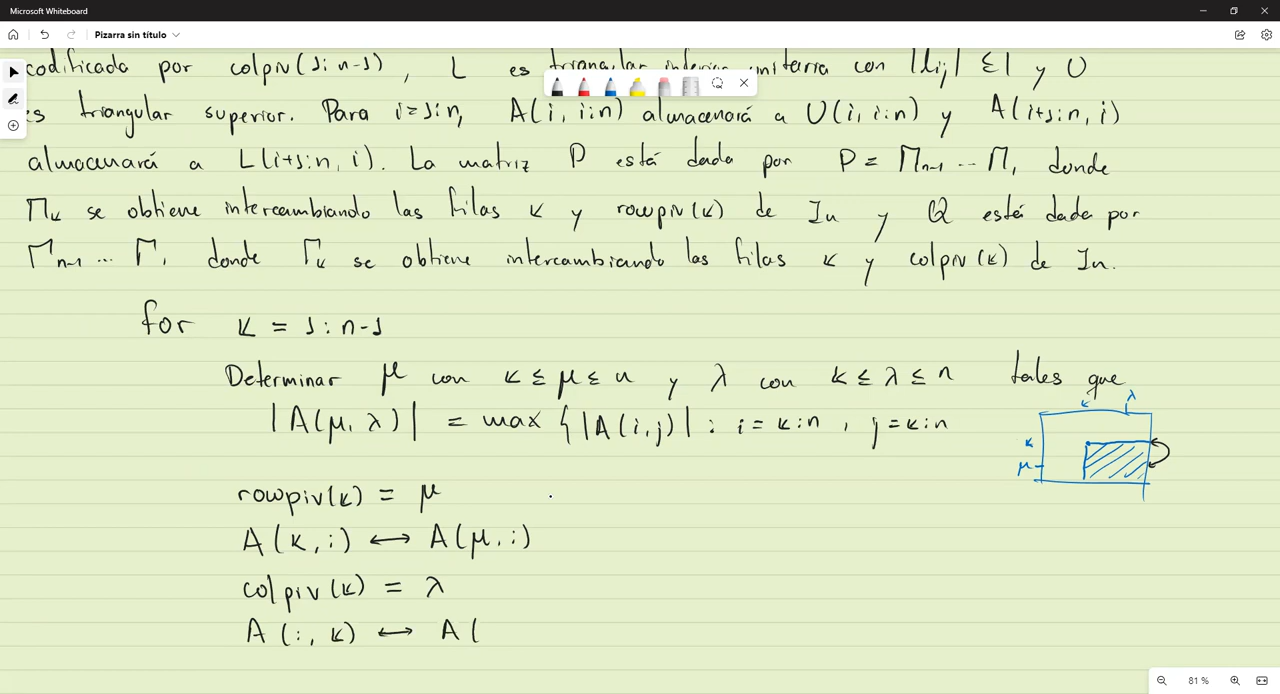 Microsoft Whiteboard
Pizarra sin título
codificada por colpiv(1:n-1), L es triangular inferior unitaria con |lij| ≤1 y U
es triangular superior. Para i=1:n, A(i, i:n) almacenará a U(i, i:n) y A(i+1:n, i)
almacenará a L(i+1:n, i). La matriz P está dada por P = Πn-1 ... Π1 donde
Πk se obtiene intercambiando las filas k y rowpiv(k) de In y Q está dada por
Γn-1 ... Γ1 donde Γk se obtiene intercambiando las filas k y colpiv(k) de In.
for k = 1:n-1
Determinar μ con k ≤ μ ≤ n y λ con k ≤ λ ≤ n tales que
|A(μ, λ)| = max {|A(i,j)| : i = k:n, j = k:n
k λ
k
μ
rowpiv(k) = μ
A(k, :) ↔ A(μ, :)
colpiv(k) = λ
A(:, k) ↔ A(
81 %